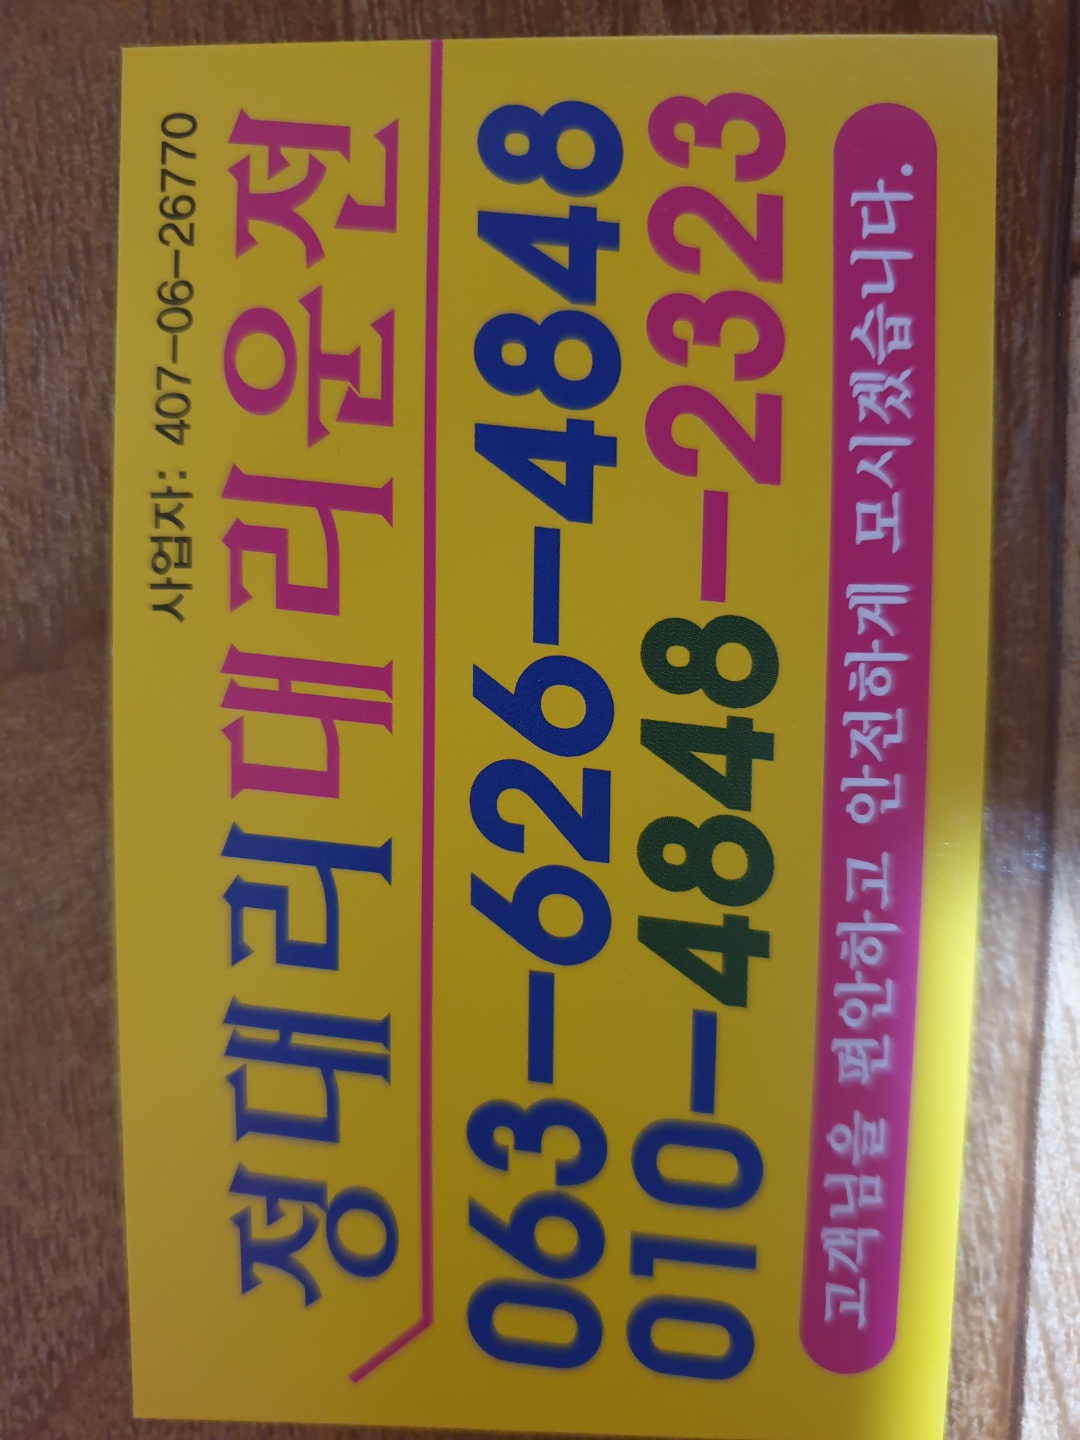 사업자: 407-06-26770
정대리대리운전
063-626-4848
010-4848-2323
고객님을 편안하고 안전하게 모시겠습니다.